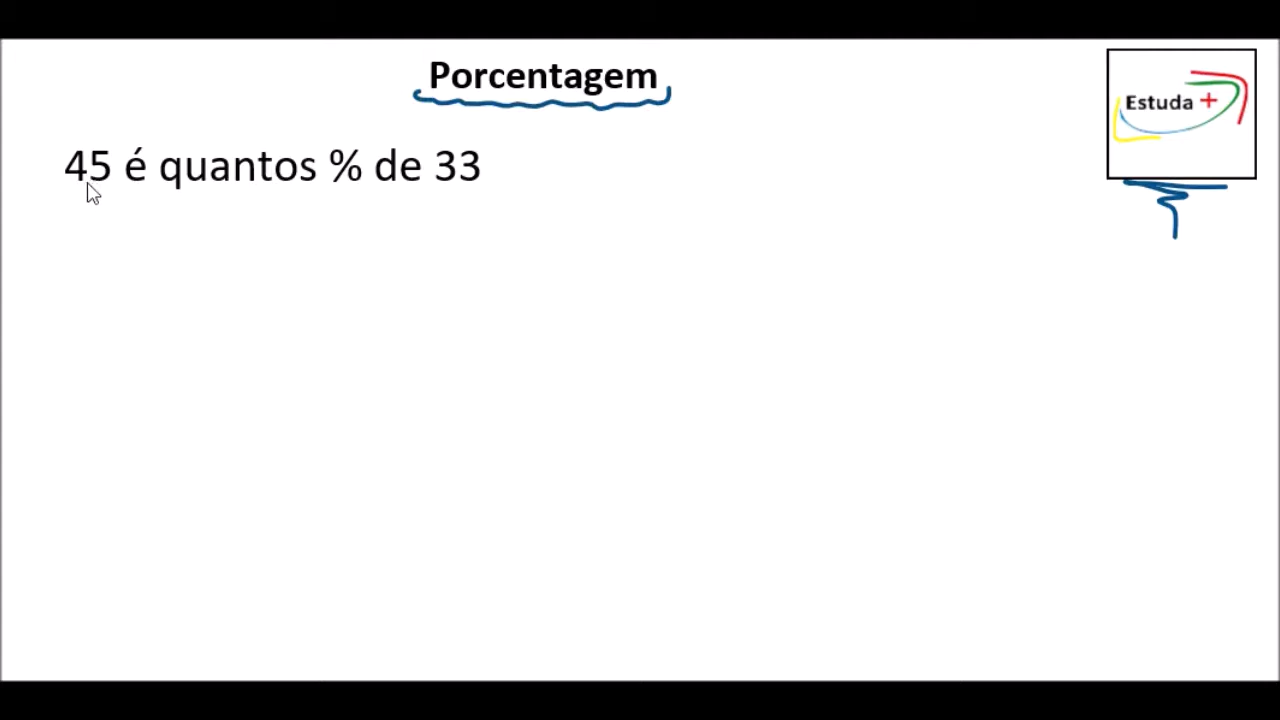 Porcentagem
Estuda +
45 é quantos % de 33